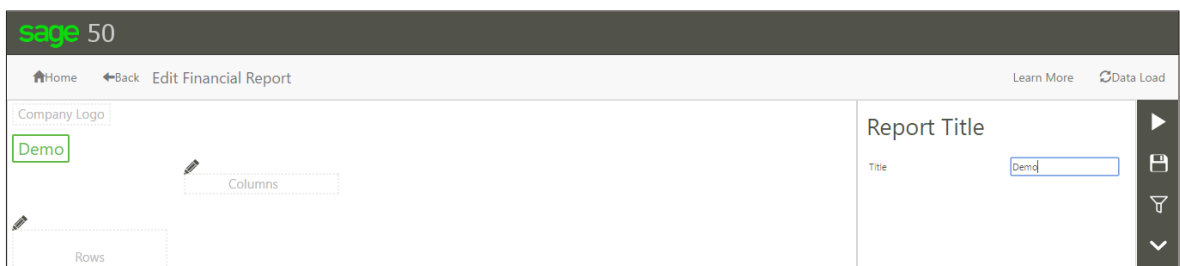 sage 50
Home Back Edit Financial Report Learn More Data Load
Company Logo
Demo
Columns
Rows
Report Title
Title Demo